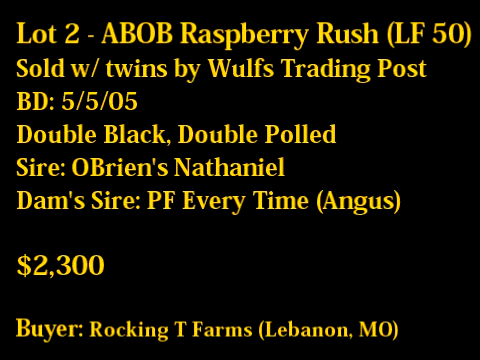 Lot 2 - ABOB Raspberry Rush (LF 50)
Sold w/ twins by Wulfs Trading Post
BD: 5/5/05
Double Black, Double Polled
Sire: OBrien's Nathaniel
Dam's Sire: PF Every Time (Angus)
$2,300
Buyer: Rocking T Farms (Lebanon, MO)